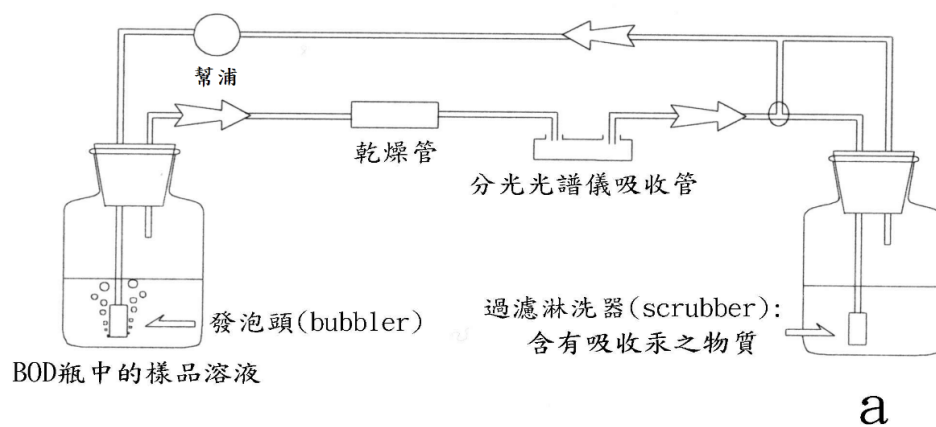 幫浦
乾燥管
分光光譜儀吸收管
發泡頭(bubbler)
過濾淋洗器(scrubber):
含有吸收汞之物質
BOD瓶中的樣品溶液
a